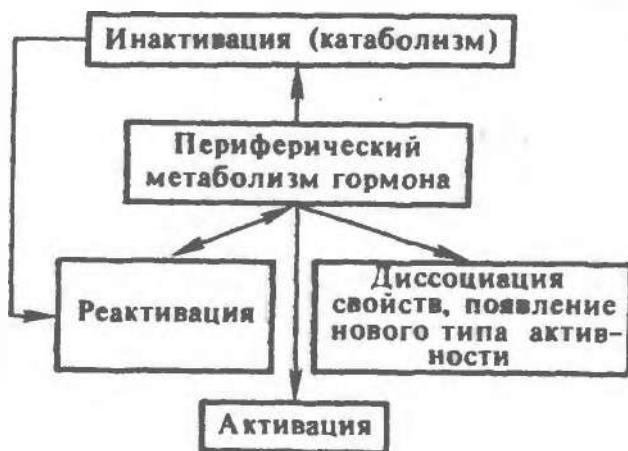 Инактивация (катаболизм)
Периферический
метаболизм гормона
Реактивация
Диссоциация
свойств, появление
нового типа актив-
ности
Активация